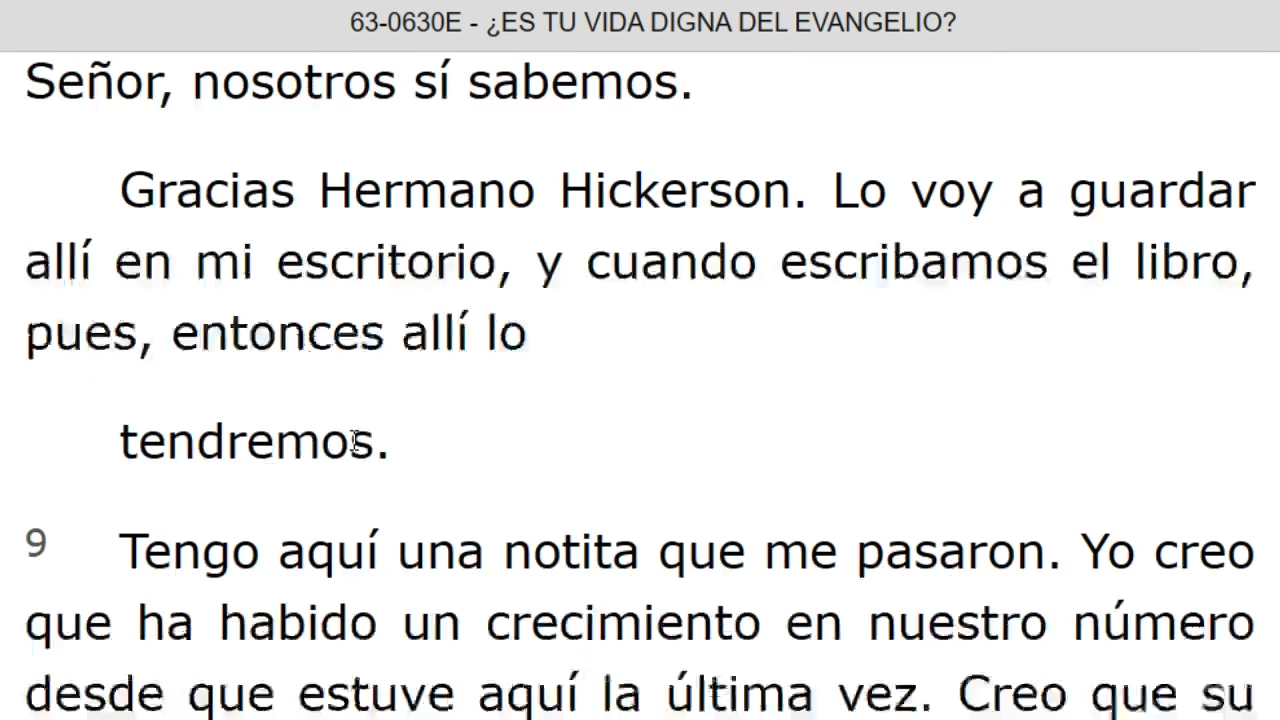 63-0630E - ¿ES TU VIDA DIGNA DEL EVANGELIO?
Señor, nosotros sí sabemos.
Gracias Hermano Hickerson. Lo voy a guardar
allí en mi escritorio, y cuando escribamos el libro,
pues, entonces allí lo
tendremos.
9 Tengo aquí una notita que me pasaron. Yo creo
que ha habido un crecimiento en nuestro número
desde que estuve aquí la última vez. Creo que su